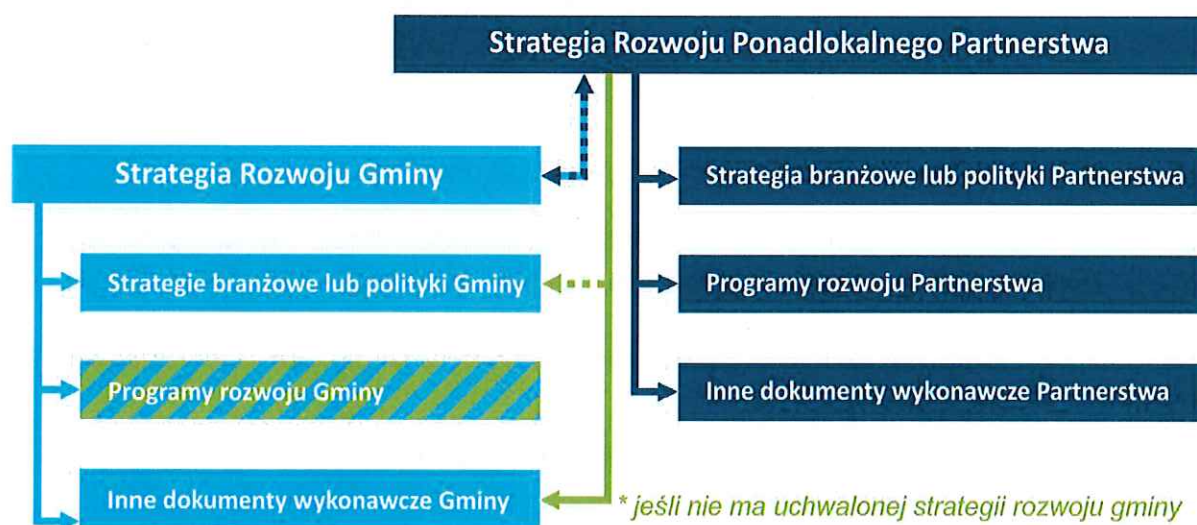 Strategia Rozwoju Ponadlokalnego Partnerstwa
Strategia Rozwoju Gminy
Strategie branżowe lub polityki Gminy
Programy rozwoju Gminy
Inne dokumenty wykonawcze Gminy
Strategia branżowe lub polityki Partnerstwa
Programy rozwoju Partnerstwa
Inne dokumenty wykonawcze Partnerstwa
* jeśli nie ma uchwalonej strategii rozwoju gminy